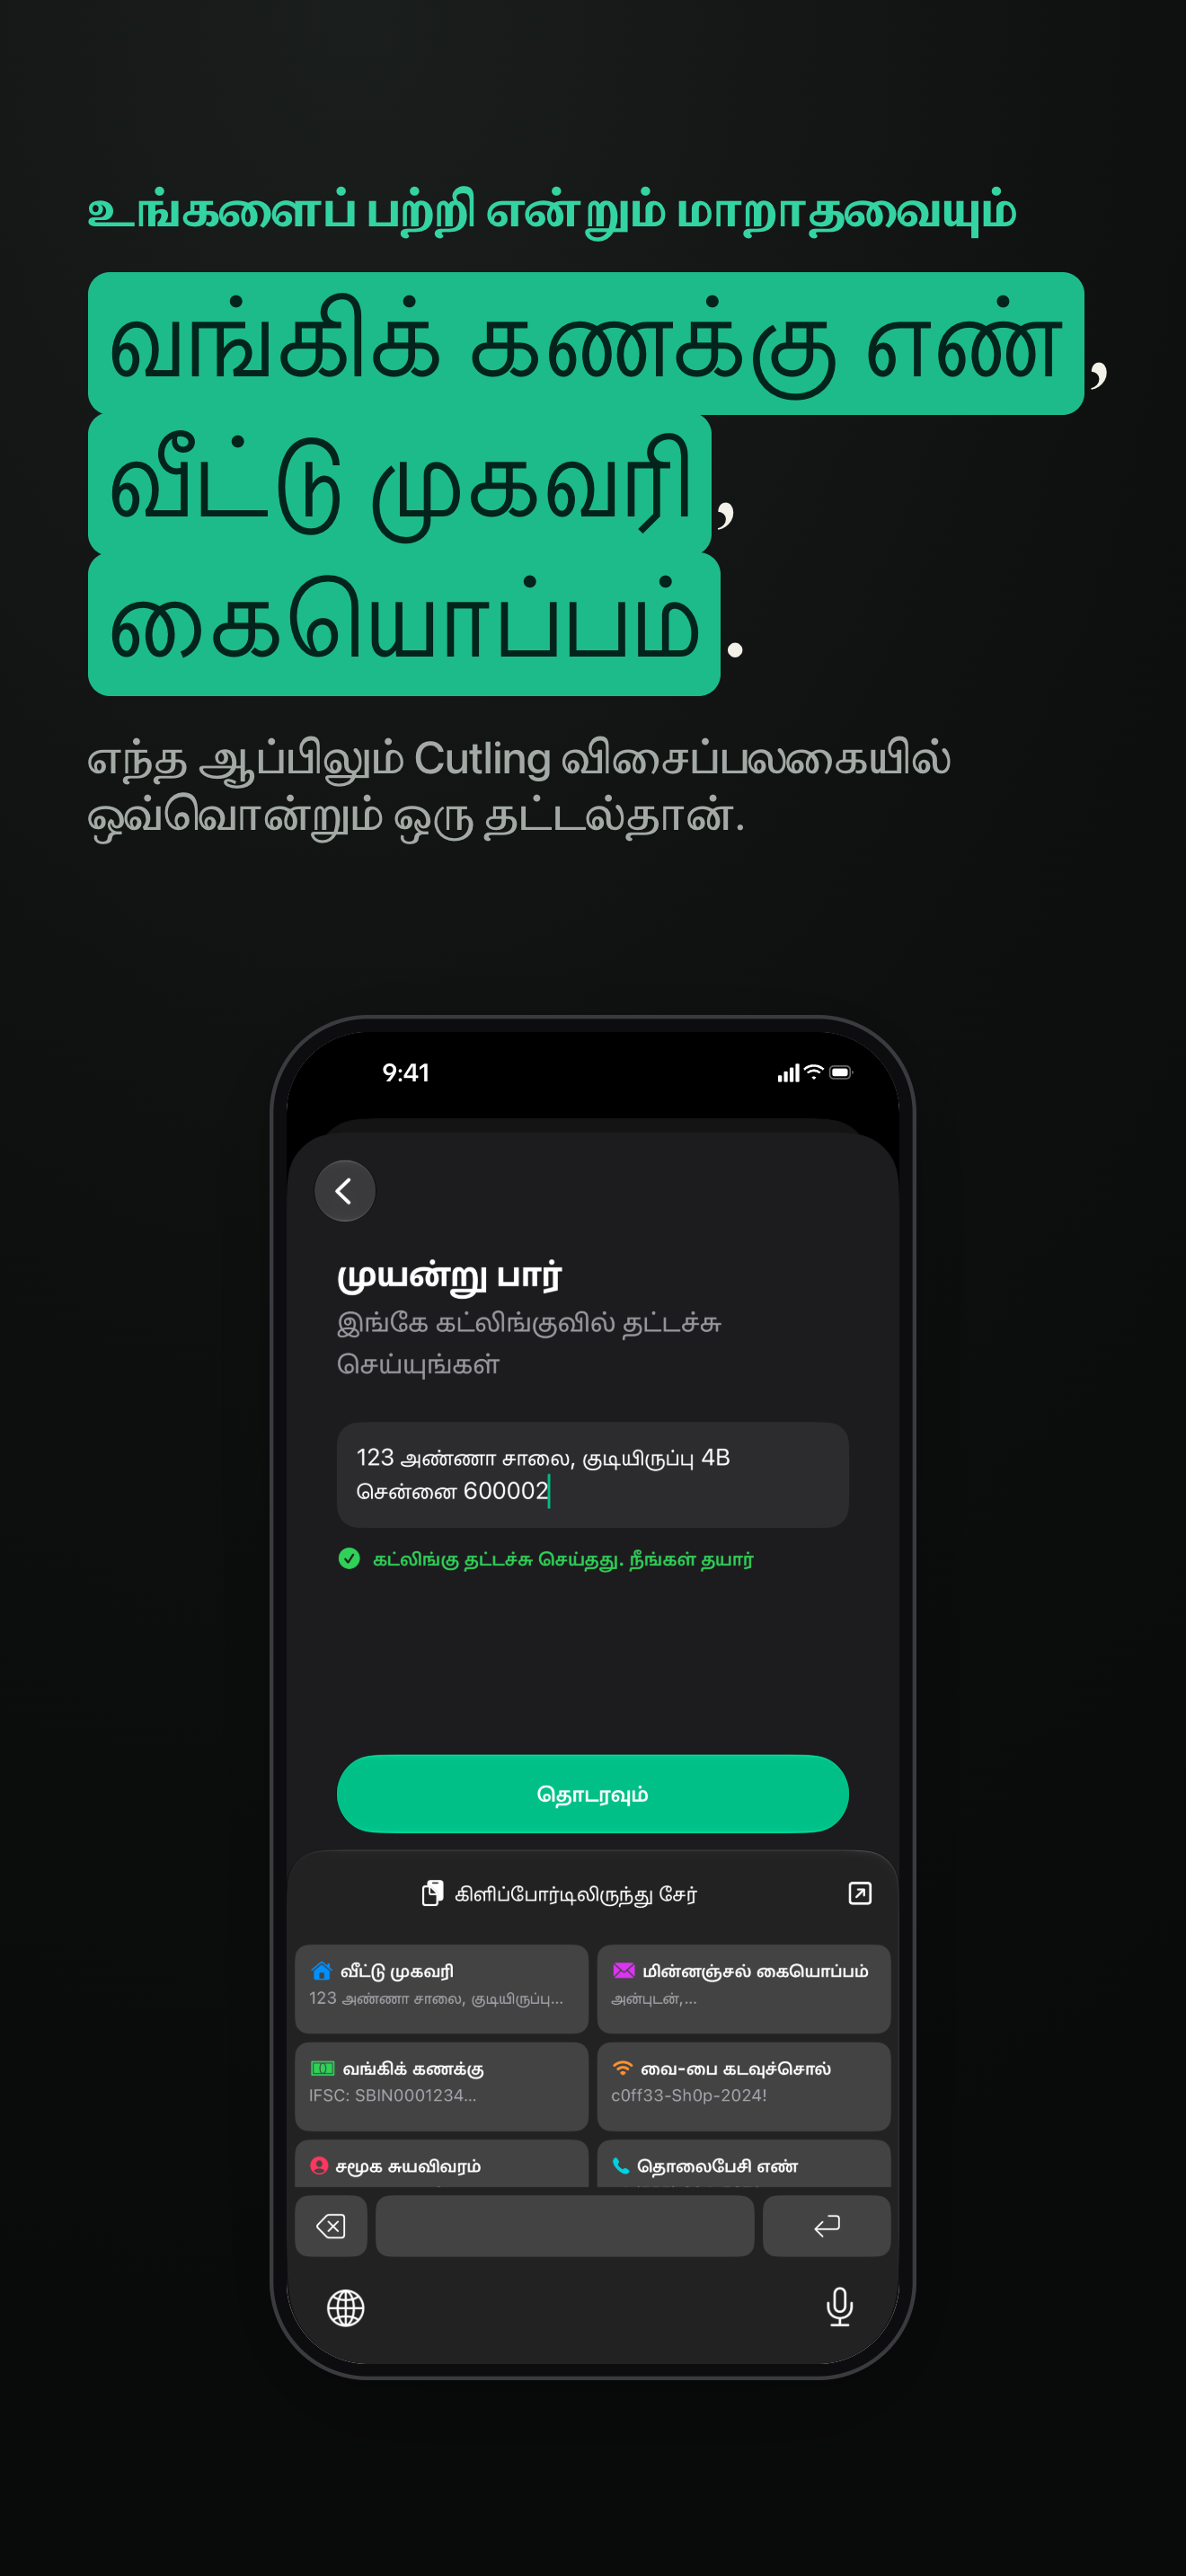 உங்களைப் பற்றி என்றும் மாறாதவையும்
வங்கிக் கணக்கு எண்,
வீட்டு முகவரி,
கையொப்பம்.
எந்த ஆப்பிலும் Cutling விசைப்பலகையில்
ஒவ்வொன்றும் ஒரு தட்டல்தான்.
9:41
முயன்று பார்
இங்கே கட்லிங்குவில் தட்டச்சு
செய்யுங்கள்
123 அண்ணா சாலை, குடியிருப்பு 4B
சென்னை 600002
கட்லிங்கு தட்டச்சு செய்தது. நீங்கள் தயார்
தொடரவும்
கிளிப்போர்டிலிருந்து சேர்
வீட்டு முகவரி
123 அண்ணா சாலை, குடியிருப்பு...
மின்னஞ்சல் கையொப்பம்
அன்புடன்,...
வங்கிக் கணக்கு
IFSC: SBIN0001234...
வை-பை கடவுச்சொல்
c0ff33-Sh0p-2024!
சமூக சுயவிவரம்
தொலைபேசி எண்